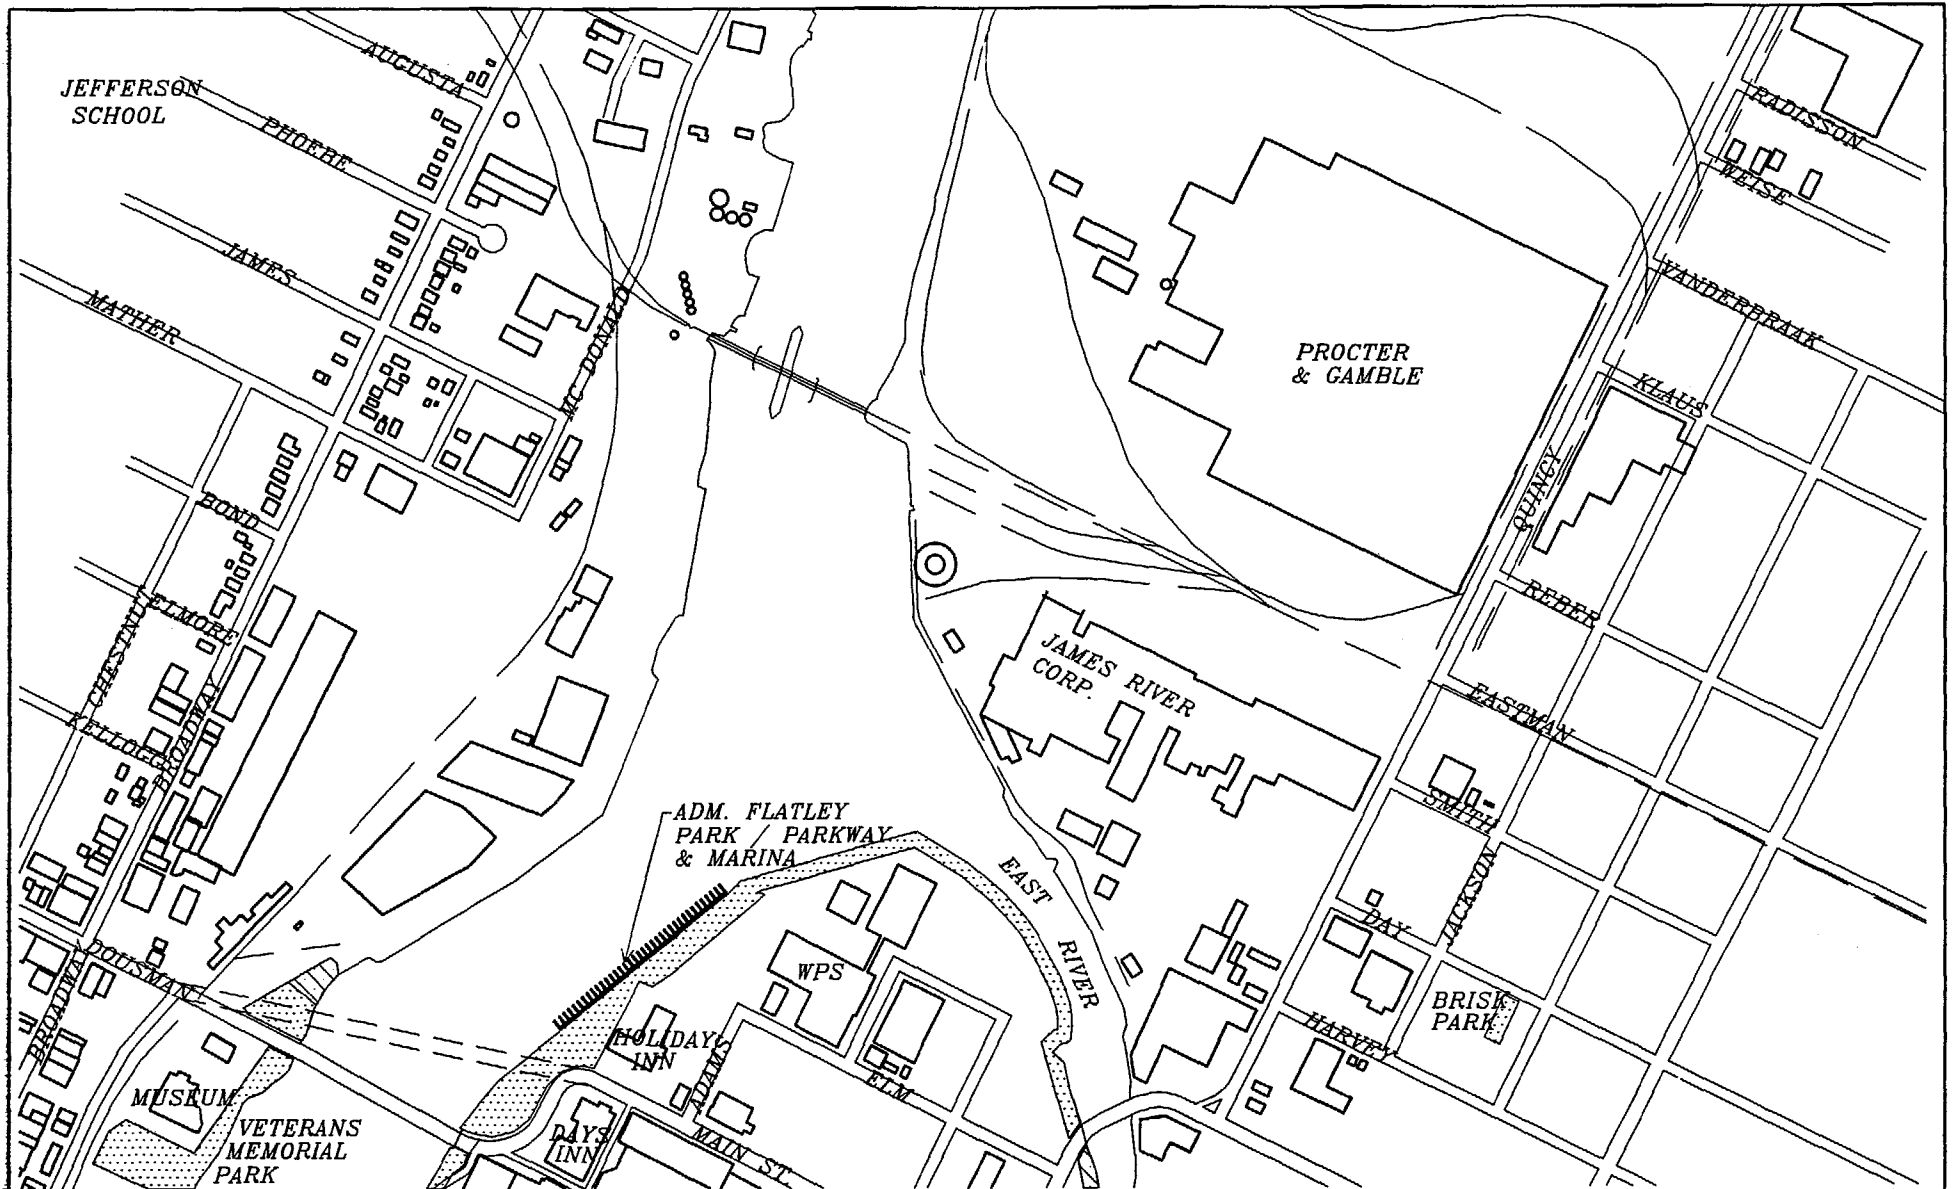 AUGUSTA
JEFFERSON
SCHOOL
PHOEBE
JAMES
MATHER
MC DONALD
BOND
ELMORE
CHESTNUT
KELLOGG
BROADWAY
DOUSMAN
BROADWAY
MUSEUM
VETERANS
MEMORIAL
PARK
ADM. FLATLEY
PARK / PARKWAY
& MARINA
HOLIDAY
INN
DAYS
INN
ADAMS
MAIN ST.
ELM
WPS
EAST
RIVER
JAMES RIVER
CORP.
PROCTER
& GAMBLE
RADISSON
WEISE
VANDERBRAAK
KLAUS
QUINCY
REBER
EASTMAN
SMITH
JACKSON
DAY
BRISK
PARK
HARVEY